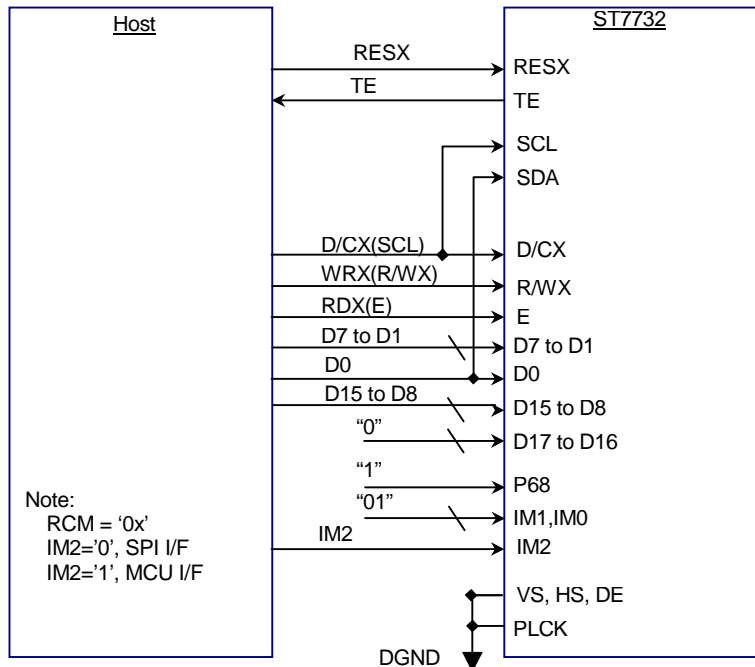 Host
ST7732
RESX
RESX
TE
TE
SCL
SDA
D/CX(SCL)
D/CX
WRX(R/WX)
R/WX
RDX(E)
E
D7 to D1
D7 to D1
D0
D0
D15 to D8
D15 to D8
“0”
D17 to D16
“1”
P68
“01”
IM1,IM0
IM2
IM2
Note:
RCM = ‘0x’
IM2=’0’, SPI I/F
IM2=’1’, MCU I/F
VS, HS, DE
PLCK
DGND